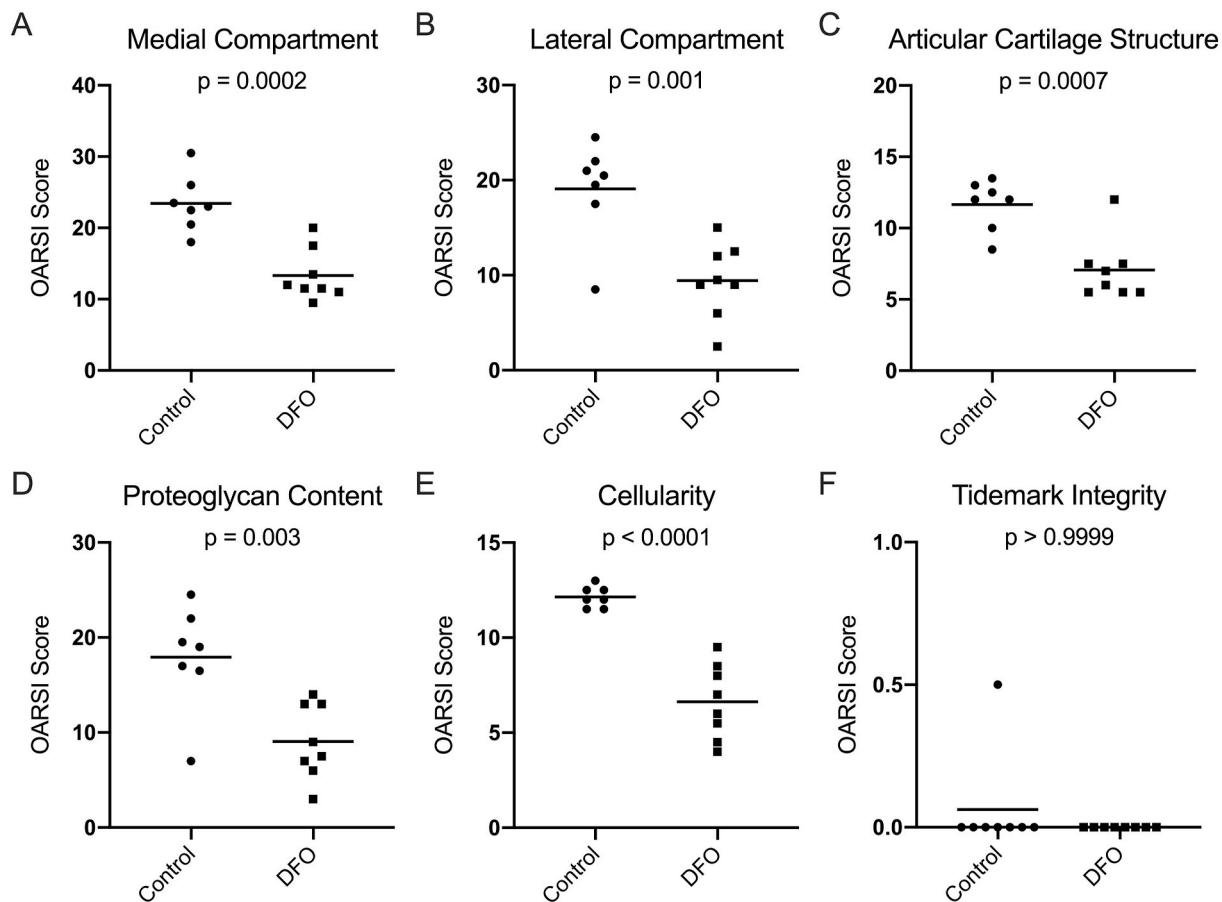 A
Medial Compartment
p = 0.0002
OARSI Score
40
30
20
10
0
Control
DFO
B
Lateral Compartment
p = 0.001
OARSI Score
30
20
10
0
Control
DFO
C
Articular Cartilage Structure
p = 0.0007
OARSI Score
20
15
10
5
0
Control
DFO
D
Proteoglycan Content
p = 0.003
OARSI Score
30
20
10
0
Control
DFO
E
Cellularity
p < 0.0001
OARSI Score
15
10
5
0
Control
DFO
F
Tidemark Integrity
p > 0.9999
OARSI Score
1.0
0.5
0.0
Control
DFO